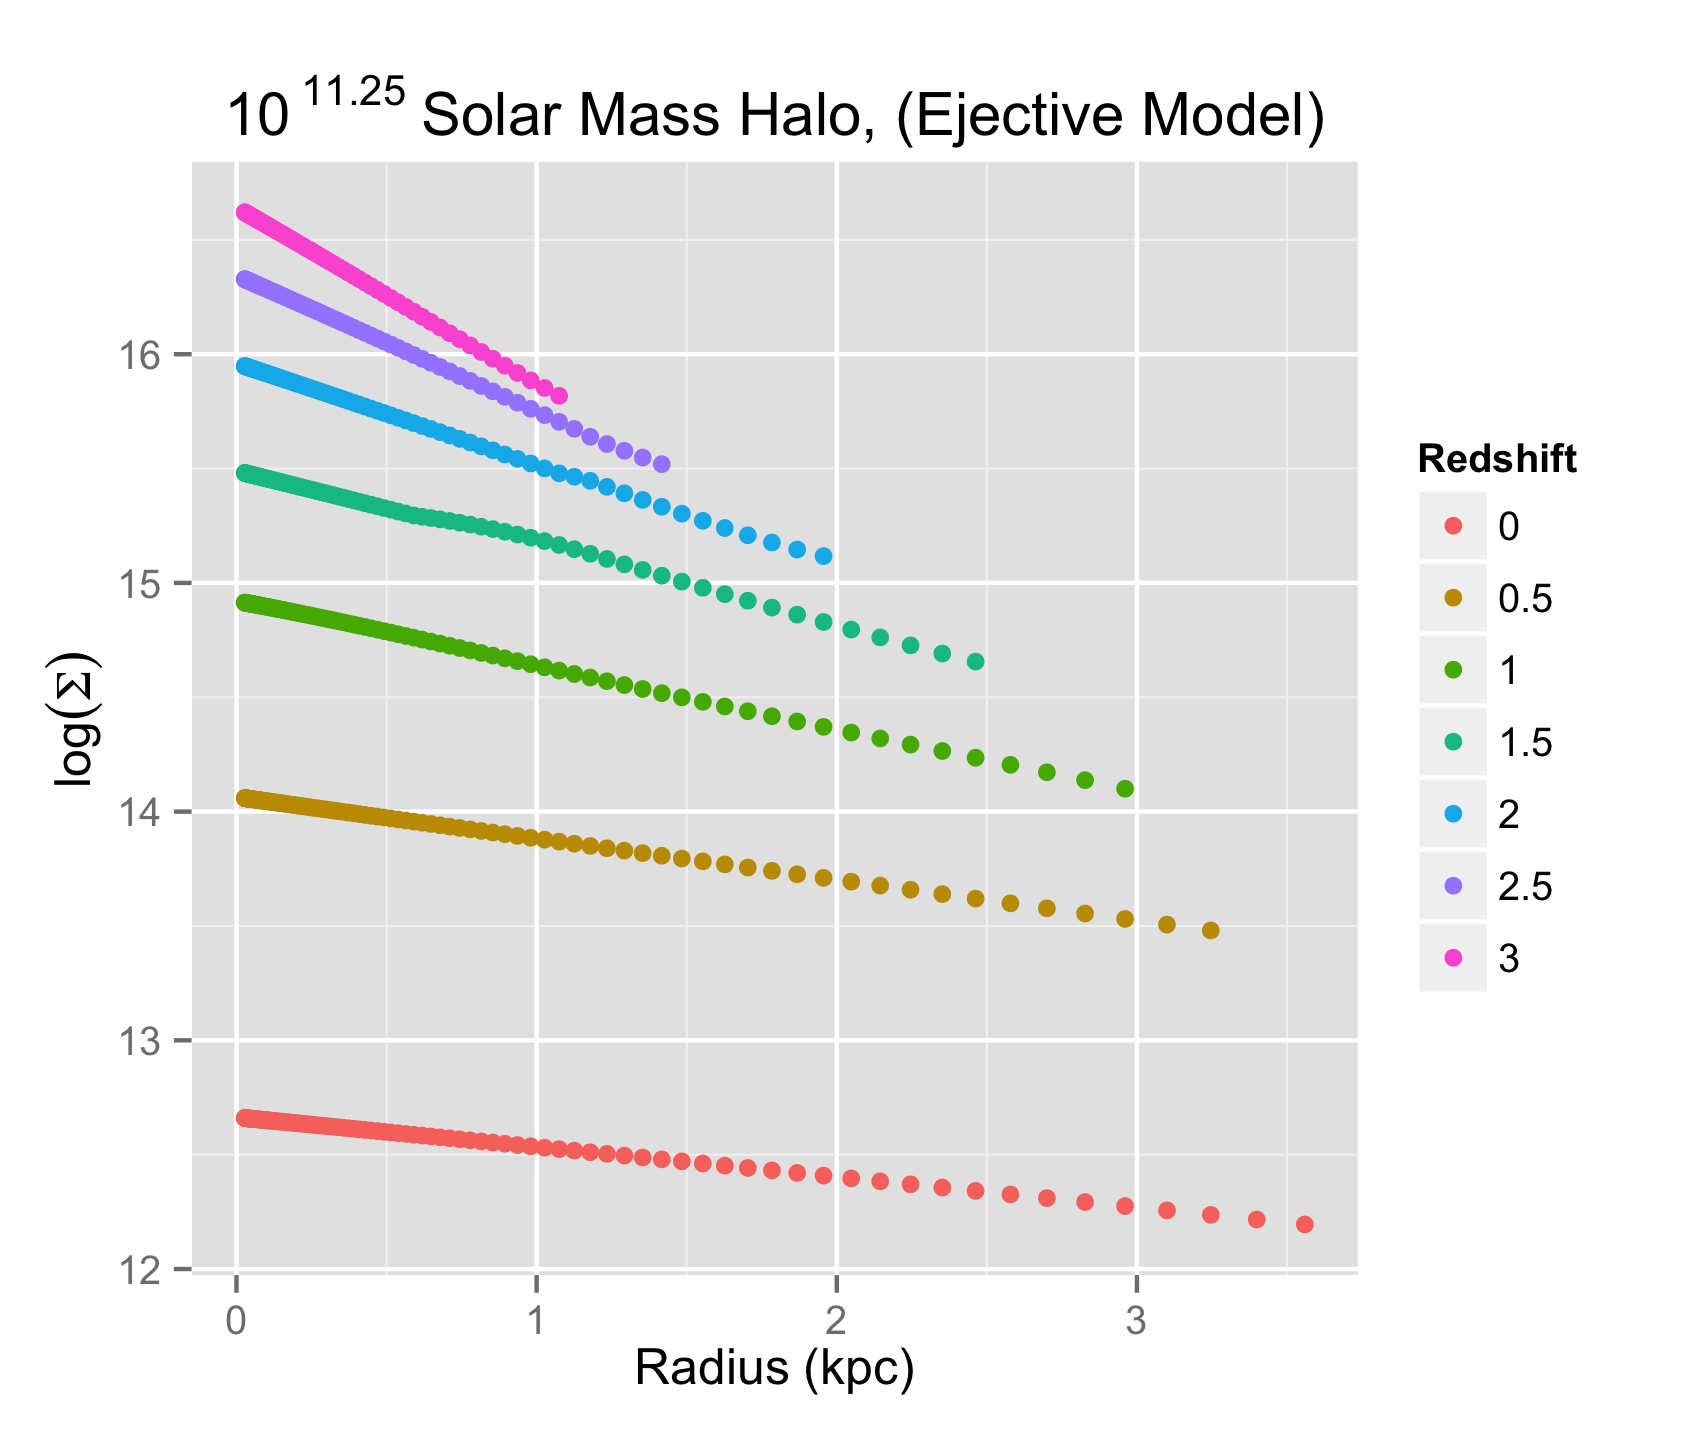 10^11.25 Solar Mass Halo, (Ejective Model)
16
15
14
13
12
log(Σ)
0 1 2 3
Radius (kpc)
Redshift
0
0.5
1
1.5
2
2.5
3